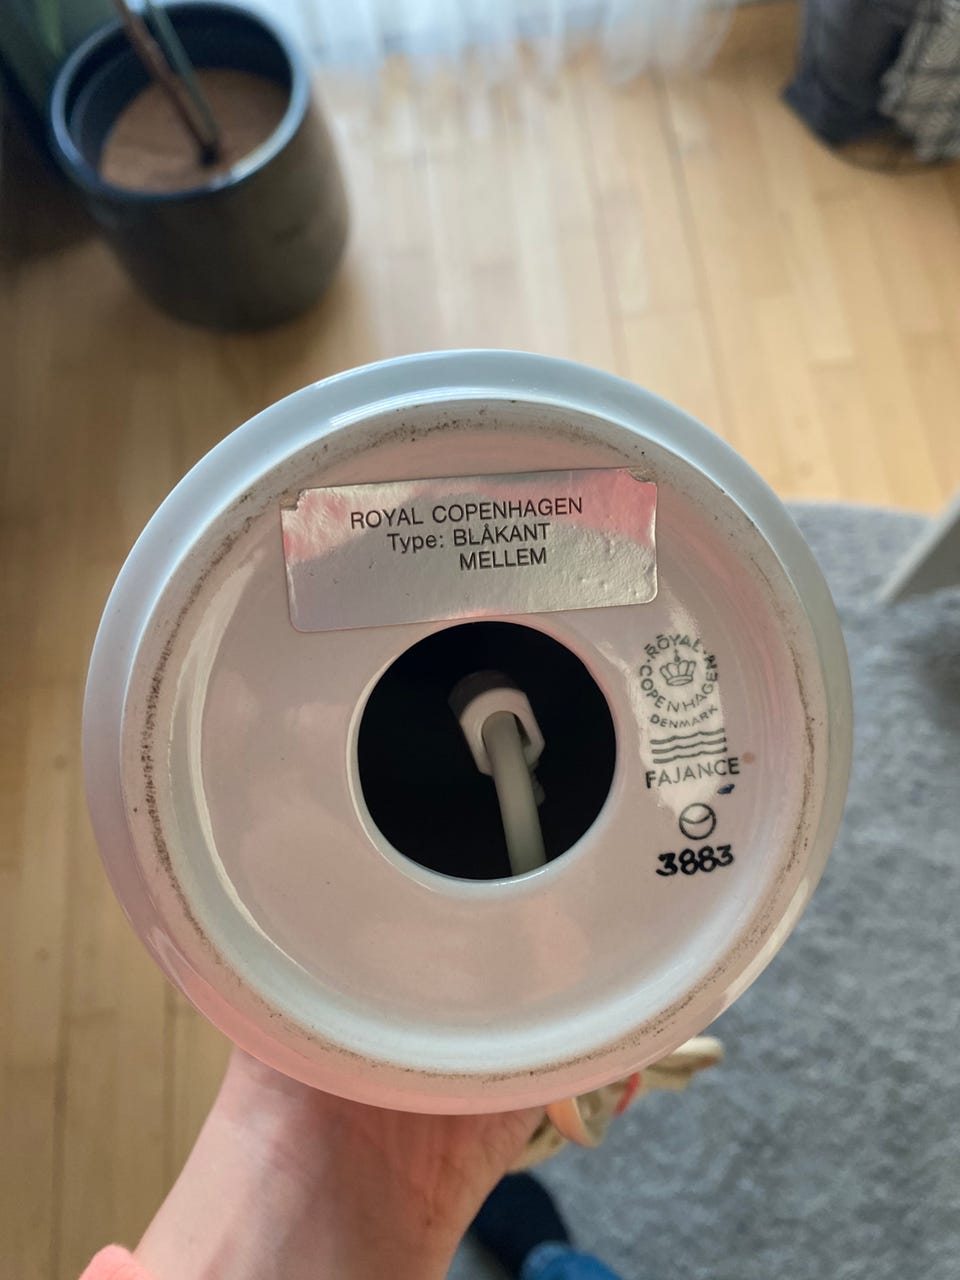 ROYAL COPENHAGEN
Type: BLÅKANT
MELLEM
ROYAL COPENHAGEN
DENMARK
FAJANCE
3883